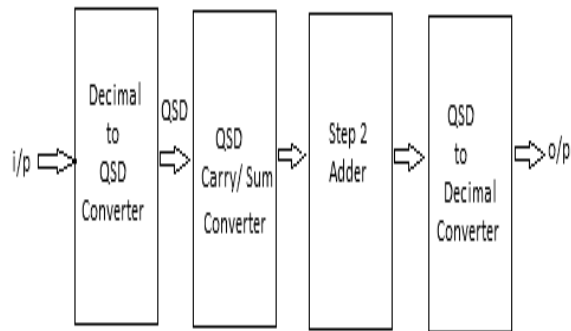 i/p
Decimal
to
QSD
Converter
QSD
QSD
Carry/ Sum
Converter
Step 2
Adder
QSD
to
Decimal
Converter
o/p